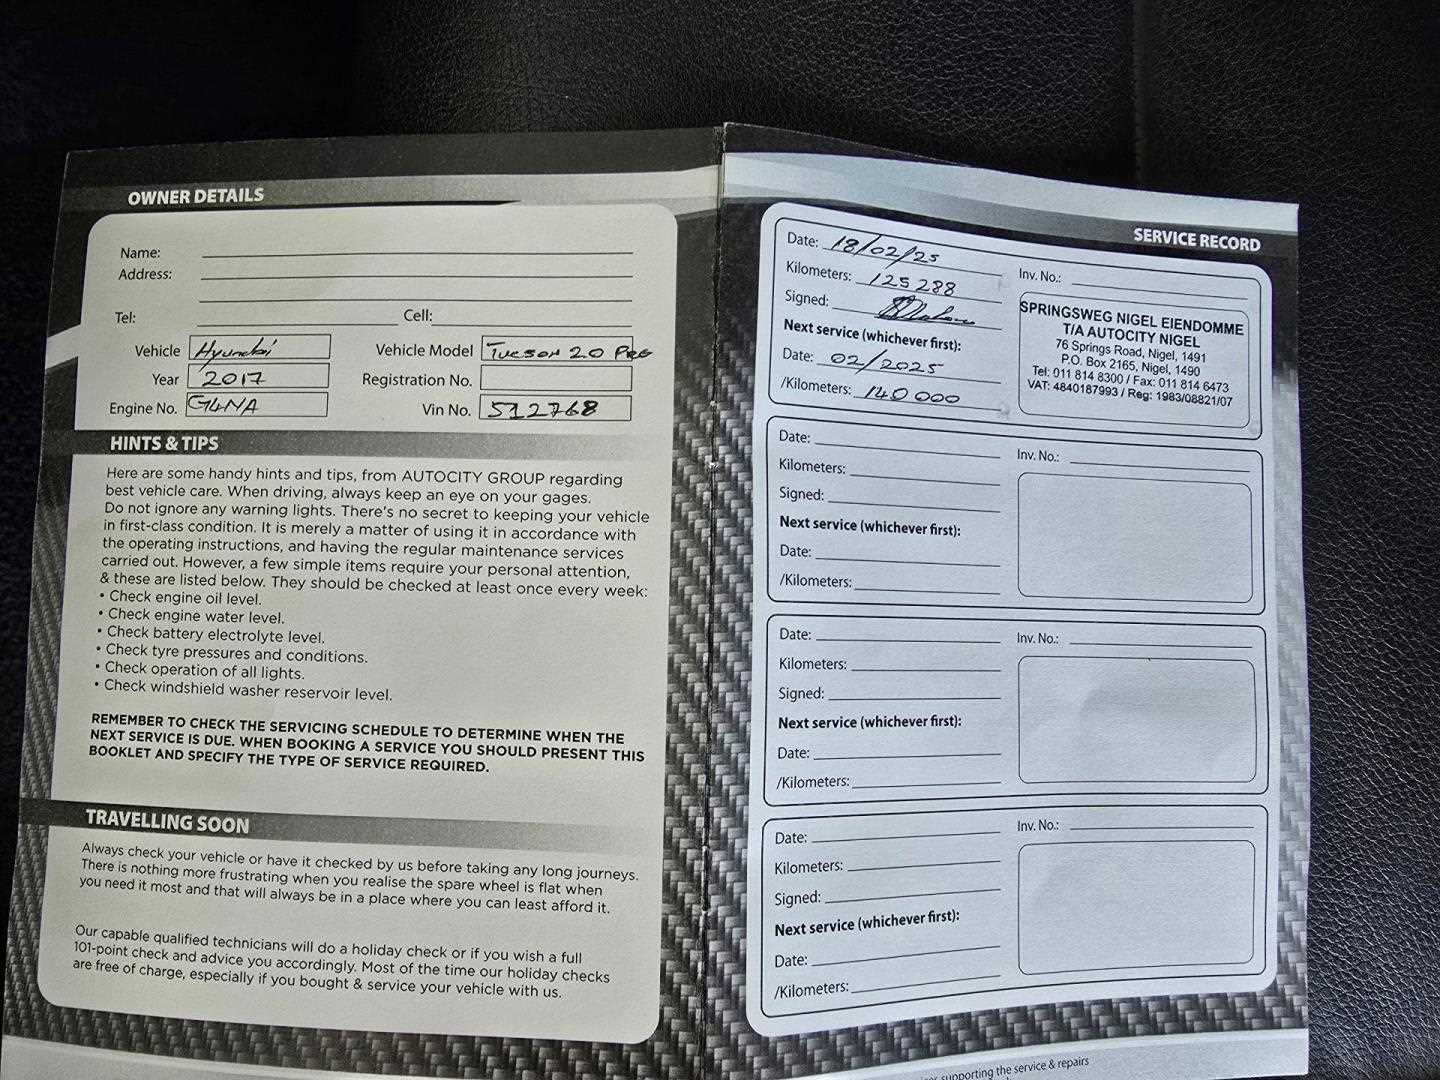 OWNER DETAILS
Name:
Address:
Tel: Cell:
Vehicle Hyundai Vehicle Model Tucson 2.0 Pre
Year 2017 Registration No.
Engine No. G4NA Vin No. 512768
HINTS & TIPS
Here are some handy hints and tips, from AUTOCITY GROUP regarding
best vehicle care. When driving, always keep an eye on your gages.
Do not ignore any warning lights. There's no secret to keeping your vehicle
in first-class condition. It is merely a matter of using it in accordance with
the operating instructions, and having the regular maintenance services
carried out. However, a few simple items require your personal attention,
& these are listed below. They should be checked at least once every week:
• Check engine oil level.
• Check engine water level.
• Check battery electrolyte level.
• Check tyre pressures and conditions.
• Check operation of all lights.
• Check windshield washer reservoir level.
REMEMBER TO CHECK THE SERVICING SCHEDULE TO DETERMINE WHEN THE
NEXT SERVICE IS DUE. WHEN BOOKING A SERVICE YOU SHOULD PRESENT THIS
BOOKLET AND SPECIFY THE TYPE OF SERVICE REQUIRED.
TRAVELLING SOON
Always check your vehicle or have it checked by us before taking any long journeys.
There is nothing more frustrating when you realise the spare wheel is flat when
you need it most and that will always be in a place where you can least afford it.
Our capable qualified technicians will do a holiday check or if you wish a full
101-point check and advice you accordingly. Most of the time our holiday checks
are free of charge, especially if you bought & service your vehicle with us.
SERVICE RECORD
Date: 18/02/25
Kilometers: 125 288
Signed:
Next service (whichever first):
Date: 02/2025
/Kilometers: 140 000
Inv. No.:
SPRINGSWEG NIGEL EIENDOMME
T/A AUTOCITY NIGEL
76 Springs Road, Nigel, 1491
P.O. Box 2165, Nigel, 1490
Tel: 011 814 8300 / Fax: 011 814 6473
VAT: 4840187993 / Reg: 1983/08821/07
Date:
Kilometers:
Signed:
Next service (whichever first):
Date:
/Kilometers:
Inv. No.:
Date:
Kilometers:
Signed:
Next service (whichever first):
Date:
/Kilometers:
Inv. No.:
Date:
Kilometers:
Signed:
Next service (whichever first):
Date:
/Kilometers:
Inv. No.:
supporting the service & repairs